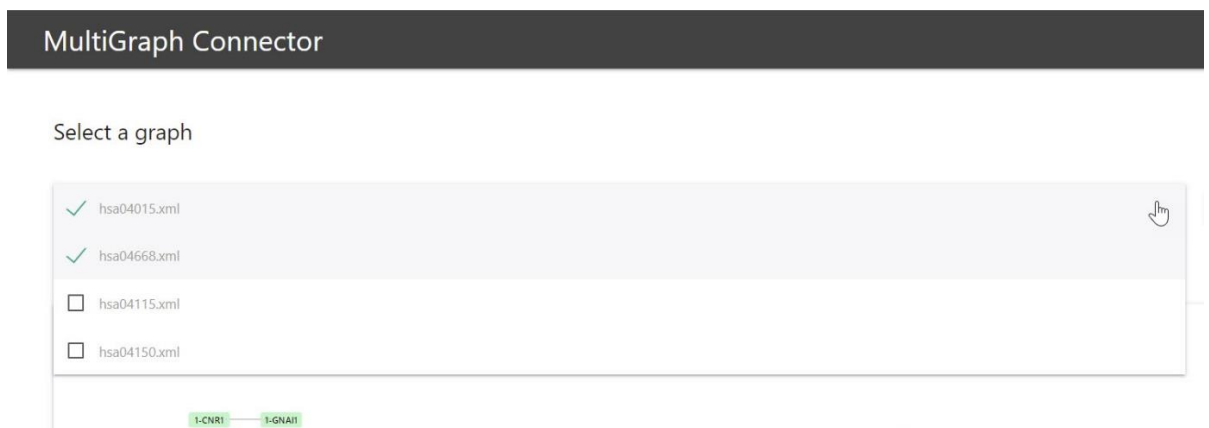 MultiGraph Connector
Select a graph
hsa04015.xml
hsa04668.xml
hsa04115.xml
hsa04150.xml
1-CNR1 1-GNAI1